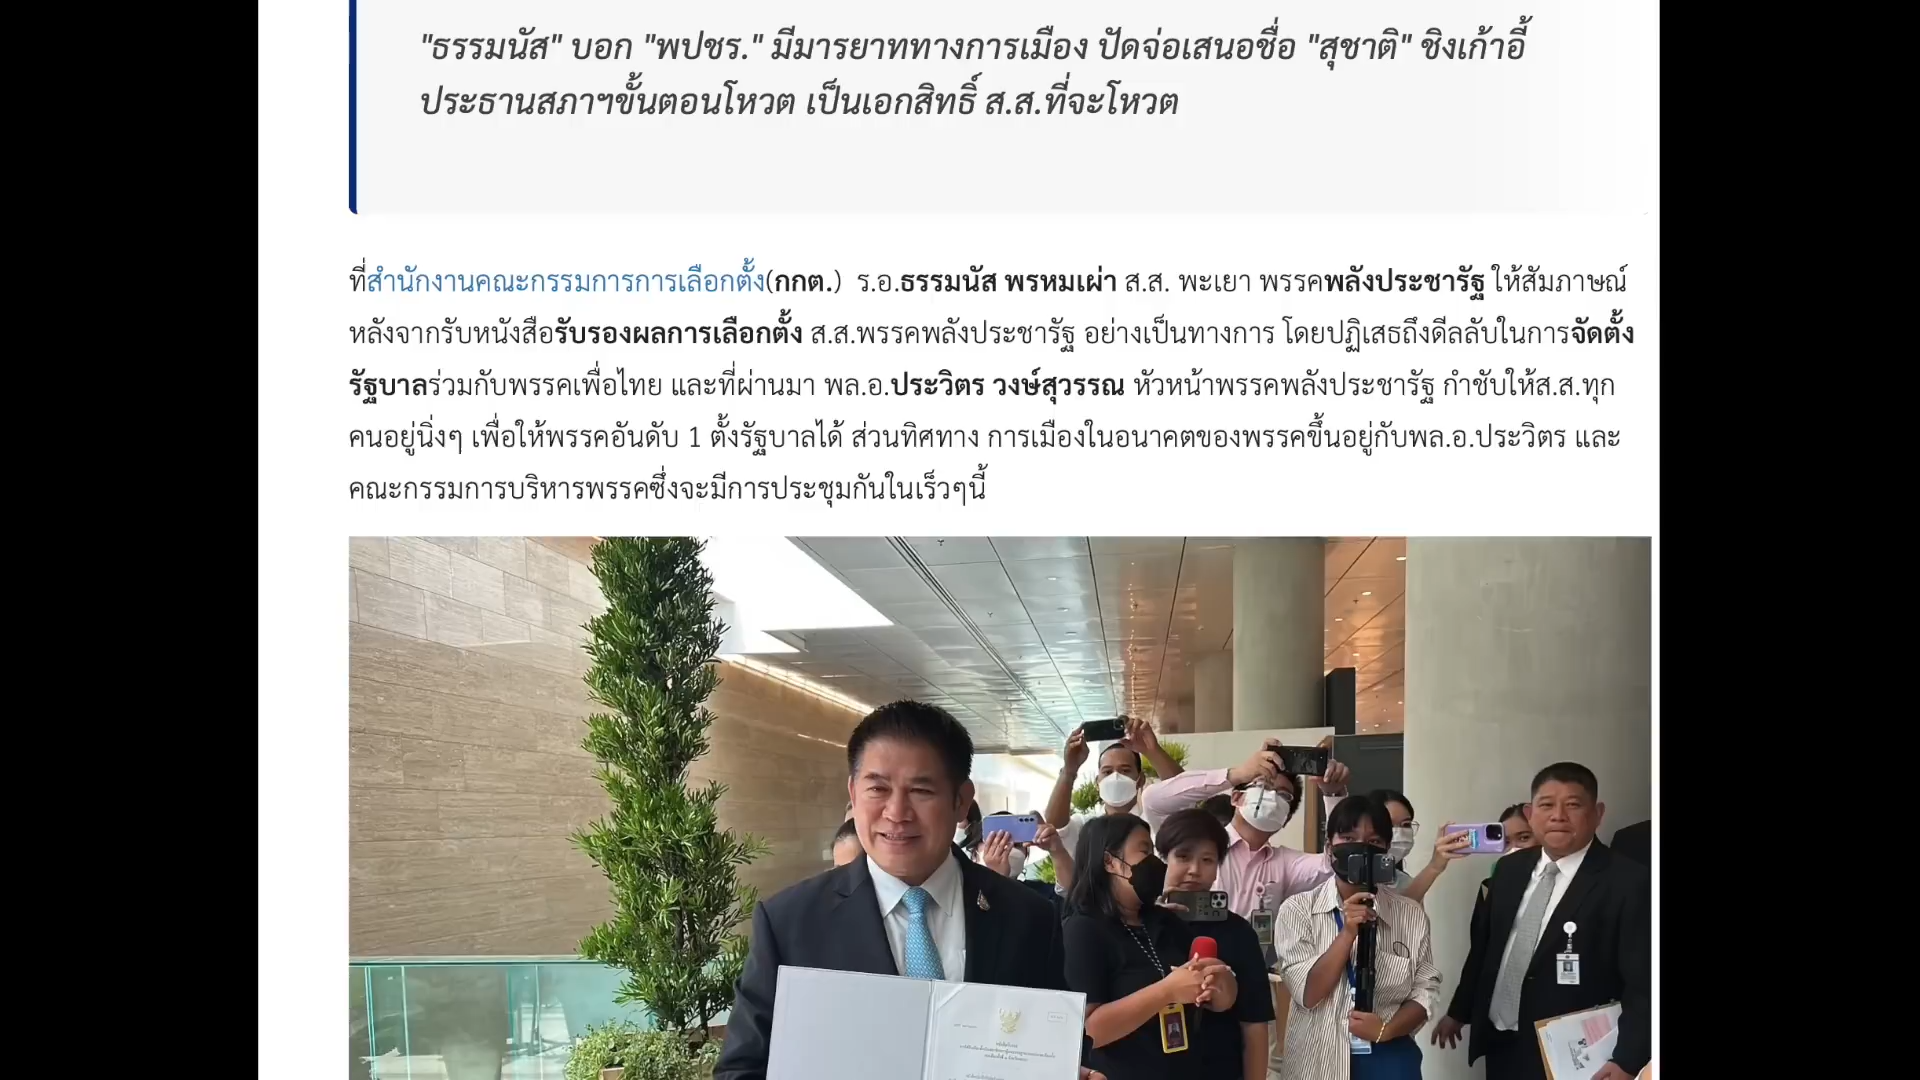 "ธรรมนัส" บอก "พปชร." มีมารยาททางการเมือง ปัดจ่อเสนอชื่อ "สุชาติ" ชิงเก้าอี้
ประธานสภาฯขั้นตอนโหวต เป็นเอกสิทธิ์ ส.ส.ที่จะโหวต
ที่สำนักงานคณะกรรมการการเลือกตั้ง(กกต.) ร.อ.ธรรมนัส พรหมเผ่า ส.ส. พะเยา พรรคพลังประชารัฐ ให้สัมภาษณ์
หลังจากรับหนังสือรับรองผลการเลือกตั้ง ส.ส.พรรคพลังประชารัฐ อย่างเป็นทางการ โดยปฏิเสธถึงดีลลับในการจัดตั้ง
รัฐบาลร่วมกับพรรคเพื่อไทย และที่ผ่านมา พล.อ.ประวิตร วงษ์สุวรรณ หัวหน้าพรรคพลังประชารัฐ กำชับให้ส.ส.ทุก
คนอยู่นิ่งๆ เพื่อให้พรรคอันดับ 1 ตั้งรัฐบาลได้ ส่วนทิศทาง การเมืองในอนาคตของพรรคขึ้นอยู่กับพล.อ.ประวิตร และ
คณะกรรมการบริหารพรรคซึ่งจะมีการประชุมกันในเร็วๆนี้